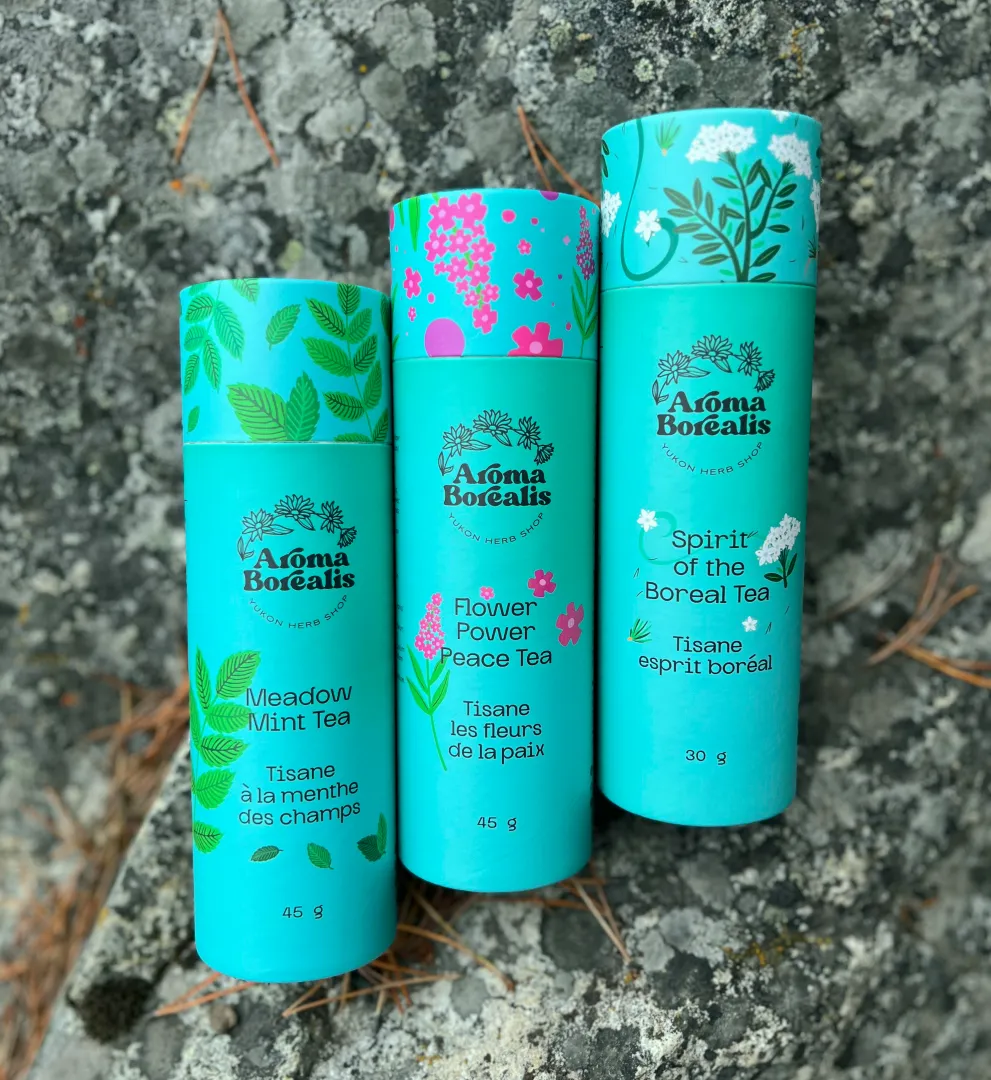 Aroma
Borealis
YUKON HERB SHOP
Meadow
Mint Tea
Tisane
à la menthe
des champs
45 g
Aroma
Borealis
YUKON HERB SHOP
Flower
Power
Peace Tea
Tisane
les fleurs
de la paix
45 g
Aroma
Borealis
YUKON HERB SHOP
Spirit
of the
Boreal Tea
Tisane
esprit boréal
30 g